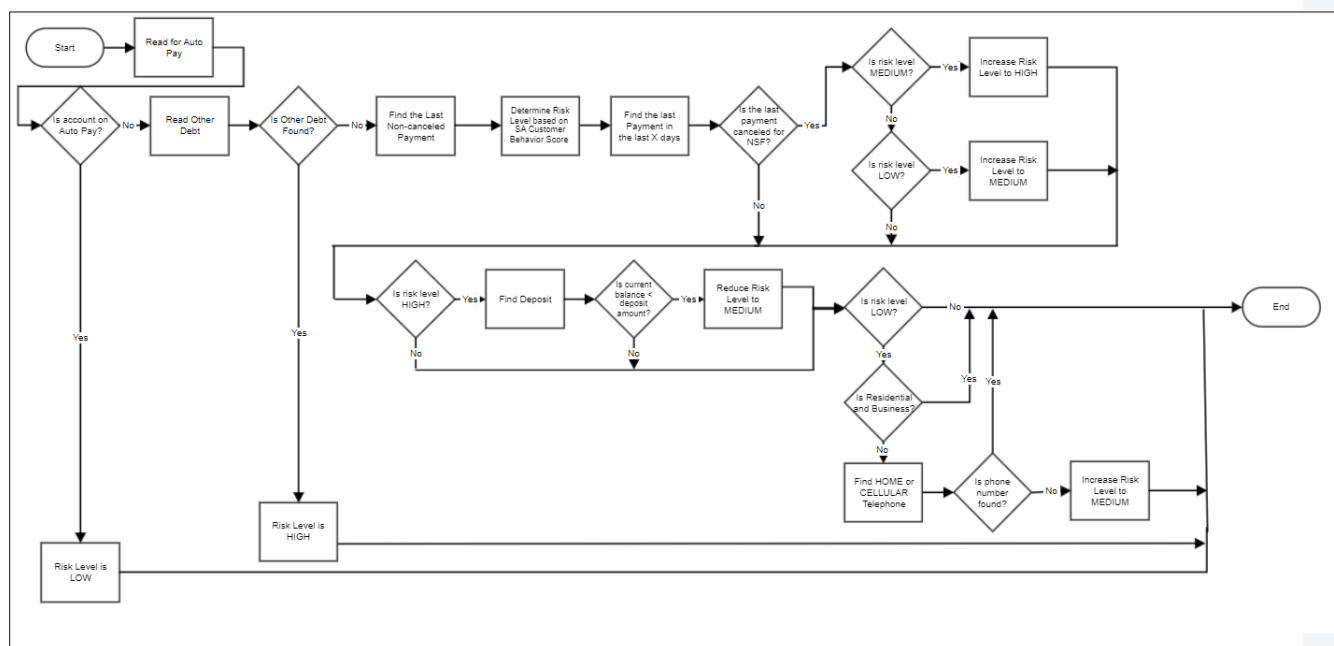 Start
Read for Auto
Pay
Is account on
Auto Pay?
No
Read Other
Debt
Is Other Debt
Found?
No
Find the Last
Non-canceled
Payment
Determine Risk
Level based on
SA Customer
Behavior Score
Find the last
Payment in
the last X days
Is the last
payment
canceled for
NSF?
Yes
Is risk level
MEDIUM?
Yes
Increase Risk
Level to HIGH
No
Is risk level
LOW?
Yes
Increase Risk
Level to
MEDIUM
No
No
Is risk level
HIGH?
Yes
Find Deposit
Is current
balance <
deposit
amount?
Yes
Reduce Risk
Level to
MEDIUM
Is risk level
LOW?
No
End
Yes
Yes
No
No
Yes
Is Residential
and Business?
Yes
Yes
No
Find HOME or
CELLULAR
Telephone
Is phone
number
found?
No
Increase Risk
Level to
MEDIUM
Risk Level is
HIGH
Risk Level is
LOW